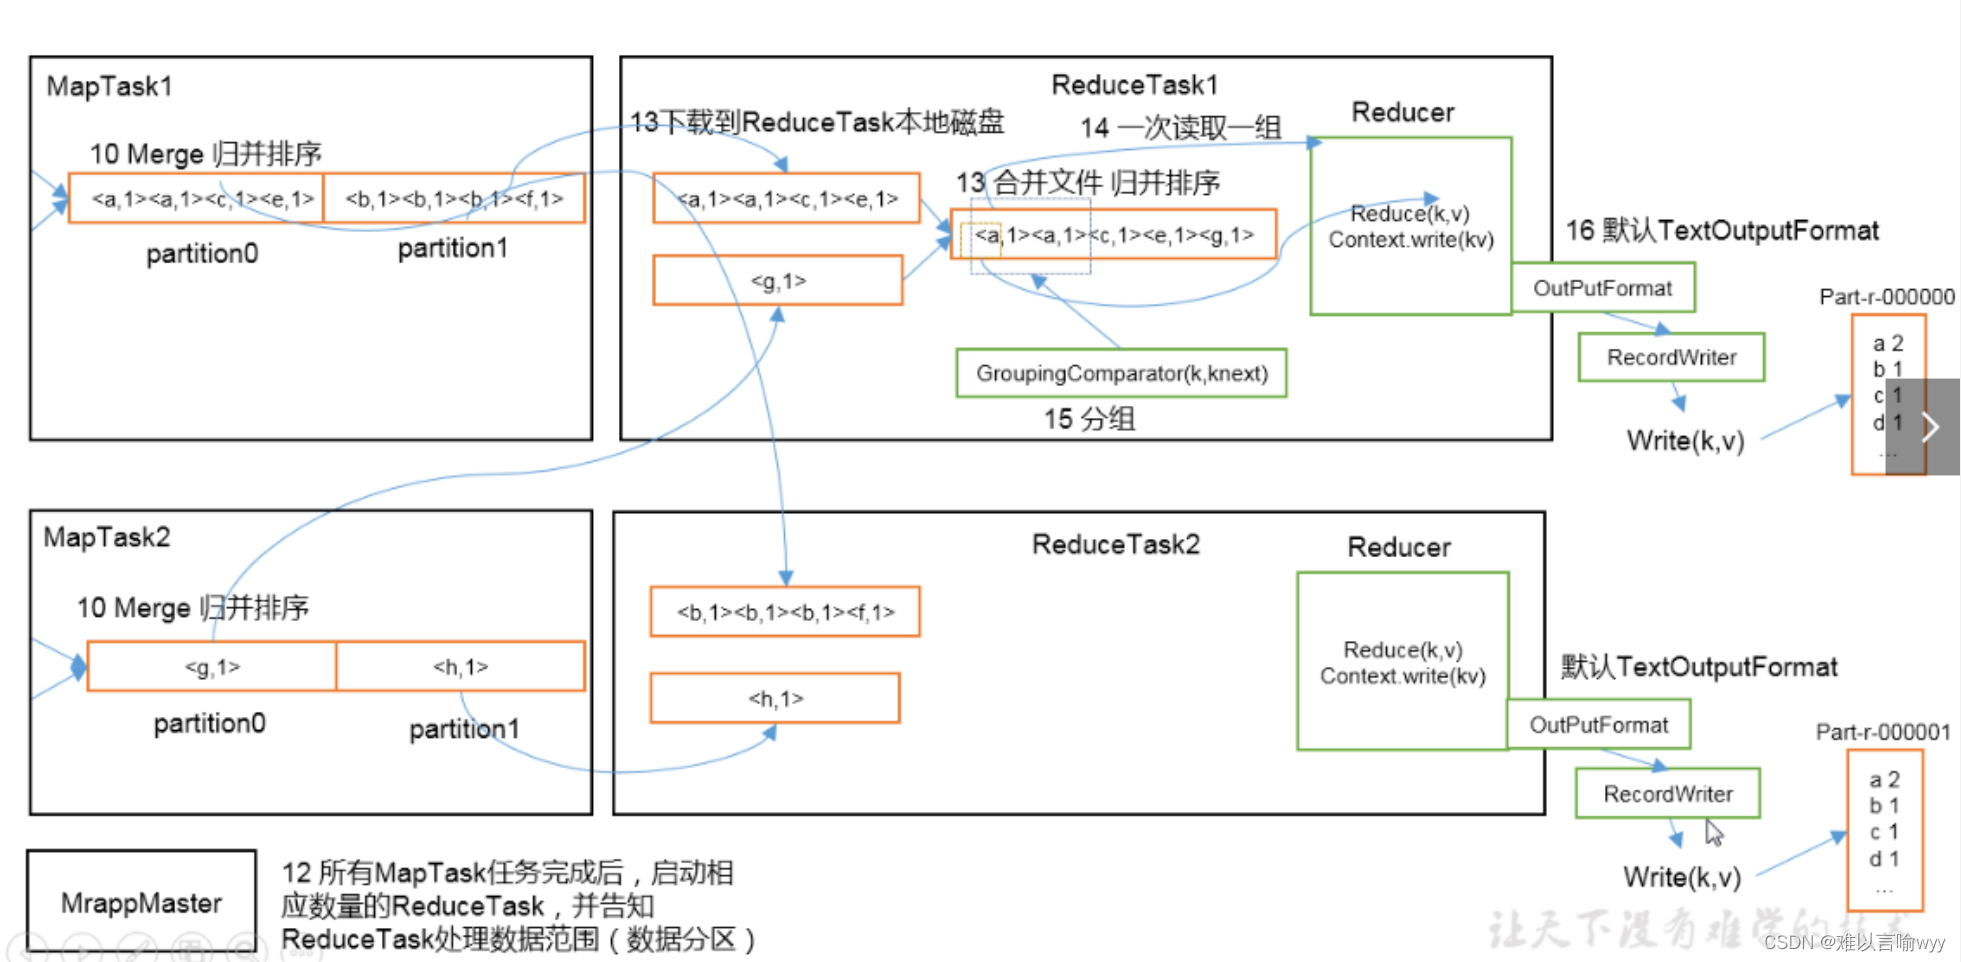 MapTask1
10 Merge 归并排序
<a,1><a,1><c,1><e,1>
<b,1><b,1><b,1><f,1>
partition0
partition1
ReduceTask1
13下载到ReduceTask本地磁盘
14 一次读取一组
Reducer
<a,1><a,1><c,1><e,1>
13 合并文件 归并排序
<a,1><a,1><c,1><e,1><g,1>
<g,1>
Reduce(k,v)
Context.write(kv)
GroupingComparator(k,knext)
15 分组
16 默认TextOutputFormat
OutPutFormat
RecordWriter
Write(k,v)
Part-r-000000
a 2
b 1
c 1
d 1
...
MapTask2
10 Merge 归并排序
<g,1>
<h,1>
partition0
partition1
ReduceTask2
Reducer
<b,1><b,1><b,1><f,1>
<h,1>
Reduce(k,v)
Context.write(kv)
默认TextOutputFormat
OutPutFormat
RecordWriter
Write(k,v)
Part-r-000001
a 2
b 1
c 1
d 1
...
MrappMaster
12 所有MapTask任务完成后，启动相
应数量的ReduceTask，并告知
ReduceTask处理数据范围（数据分区）
让天下没有难学的技术
CSDN @难以言喻wyy